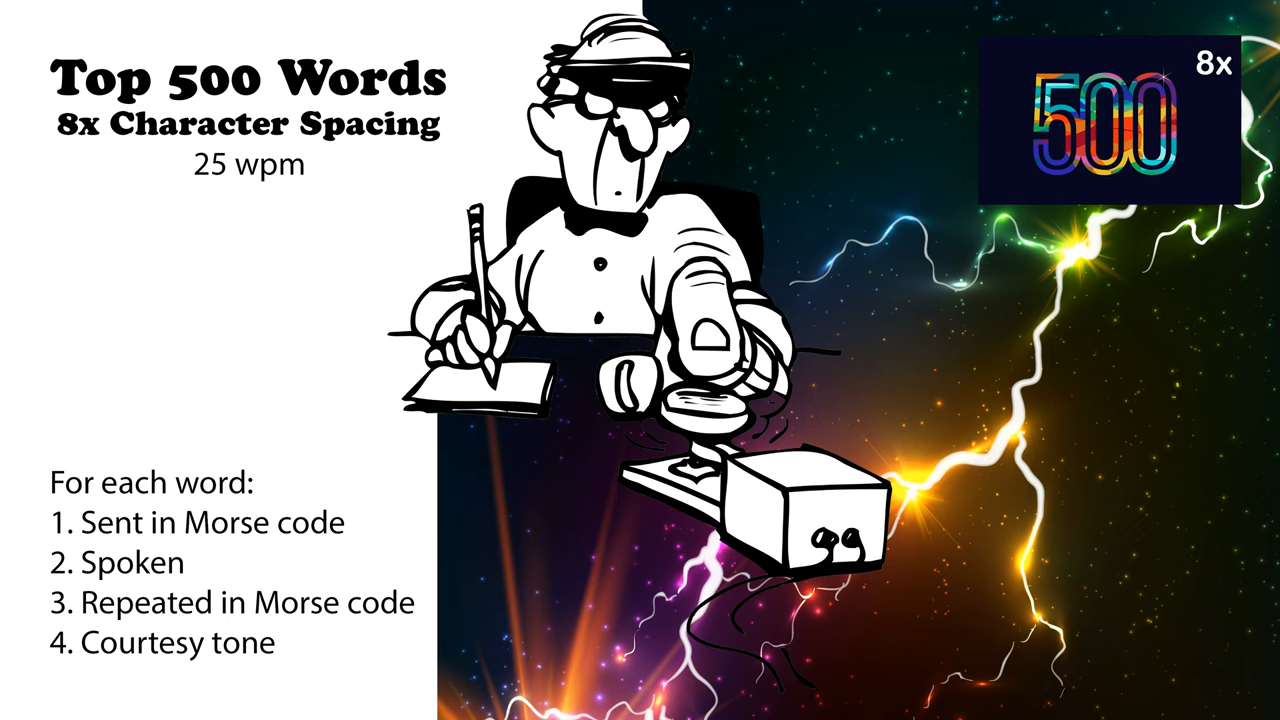 Top 500 Words
8x Character Spacing
25 wpm
8x
500
For each word:
1. Sent in Morse code
2. Spoken
3. Repeated in Morse code
4. Courtesy tone